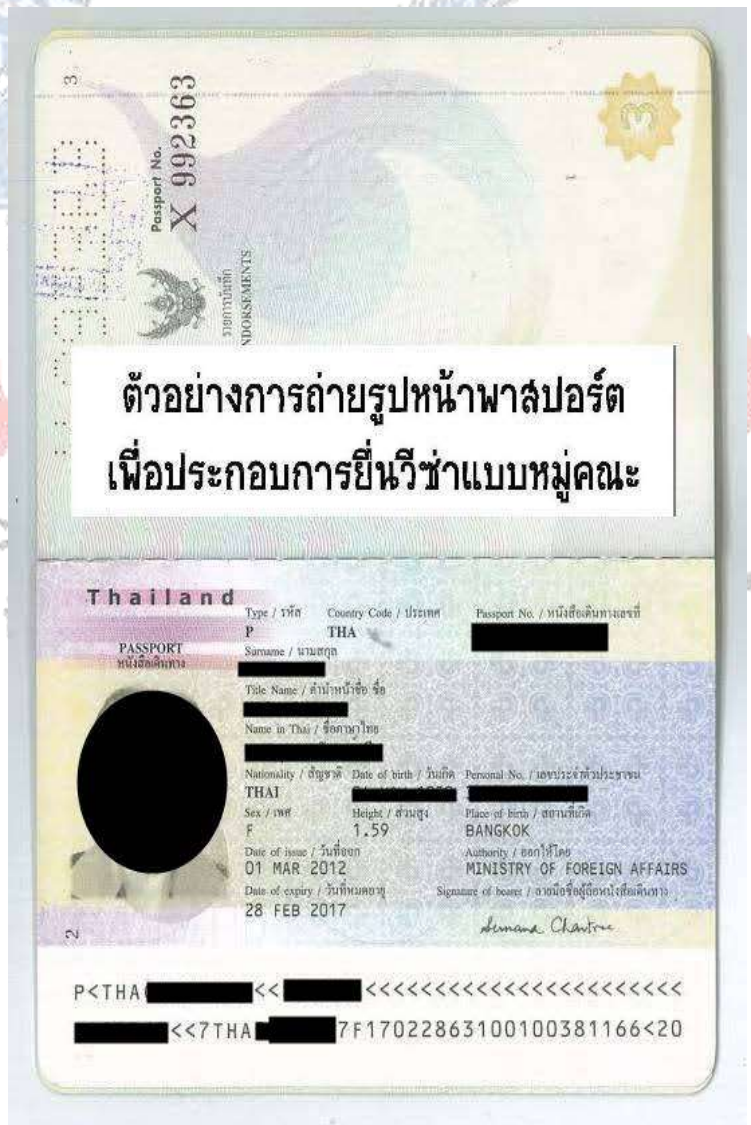 3
Passport No.
X 992363
รายการบันทึก
ENDORSEMENTS
ตัวอย่างการถ่ายรูปหน้าพาสปอร์ต
เพื่อประกอบการยื่นวีซ่าแบบหมู่คณะ
Thailand
PASSPORT
หนังสือเดินทาง
Type / รหัส Country Code / ประเทศ Passport No. / หนังสือเดินทางเลขที่
P THA
Surname / นามสกุล
Title Name / คำนำหน้าชื่อ ชื่อ
Name in Thai / ชื่อภาษาไทย
Nationality / สัญชาติ Date of birth / วันเกิด Personal No. / เลขประจำตัวประชาชน
THAI
Sex / เพศ Height / ส่วนสูง Place of birth / สถานที่เกิด
F 1.59 BANGKOK
Date of issue / วันที่ออก Authority / ออกให้โดย
01 MAR 2012 MINISTRY OF FOREIGN AFFAIRS
Date of expiry / วันที่หมดอายุ Signature of bearer / ลายมือชื่อผู้ถือหนังสือเดินทาง
28 FEB 2017
2
P<THA << <<<<<<<<<<<<<<<<<<<<<<<<
<<7THA 7F1702286310010038​1166<20